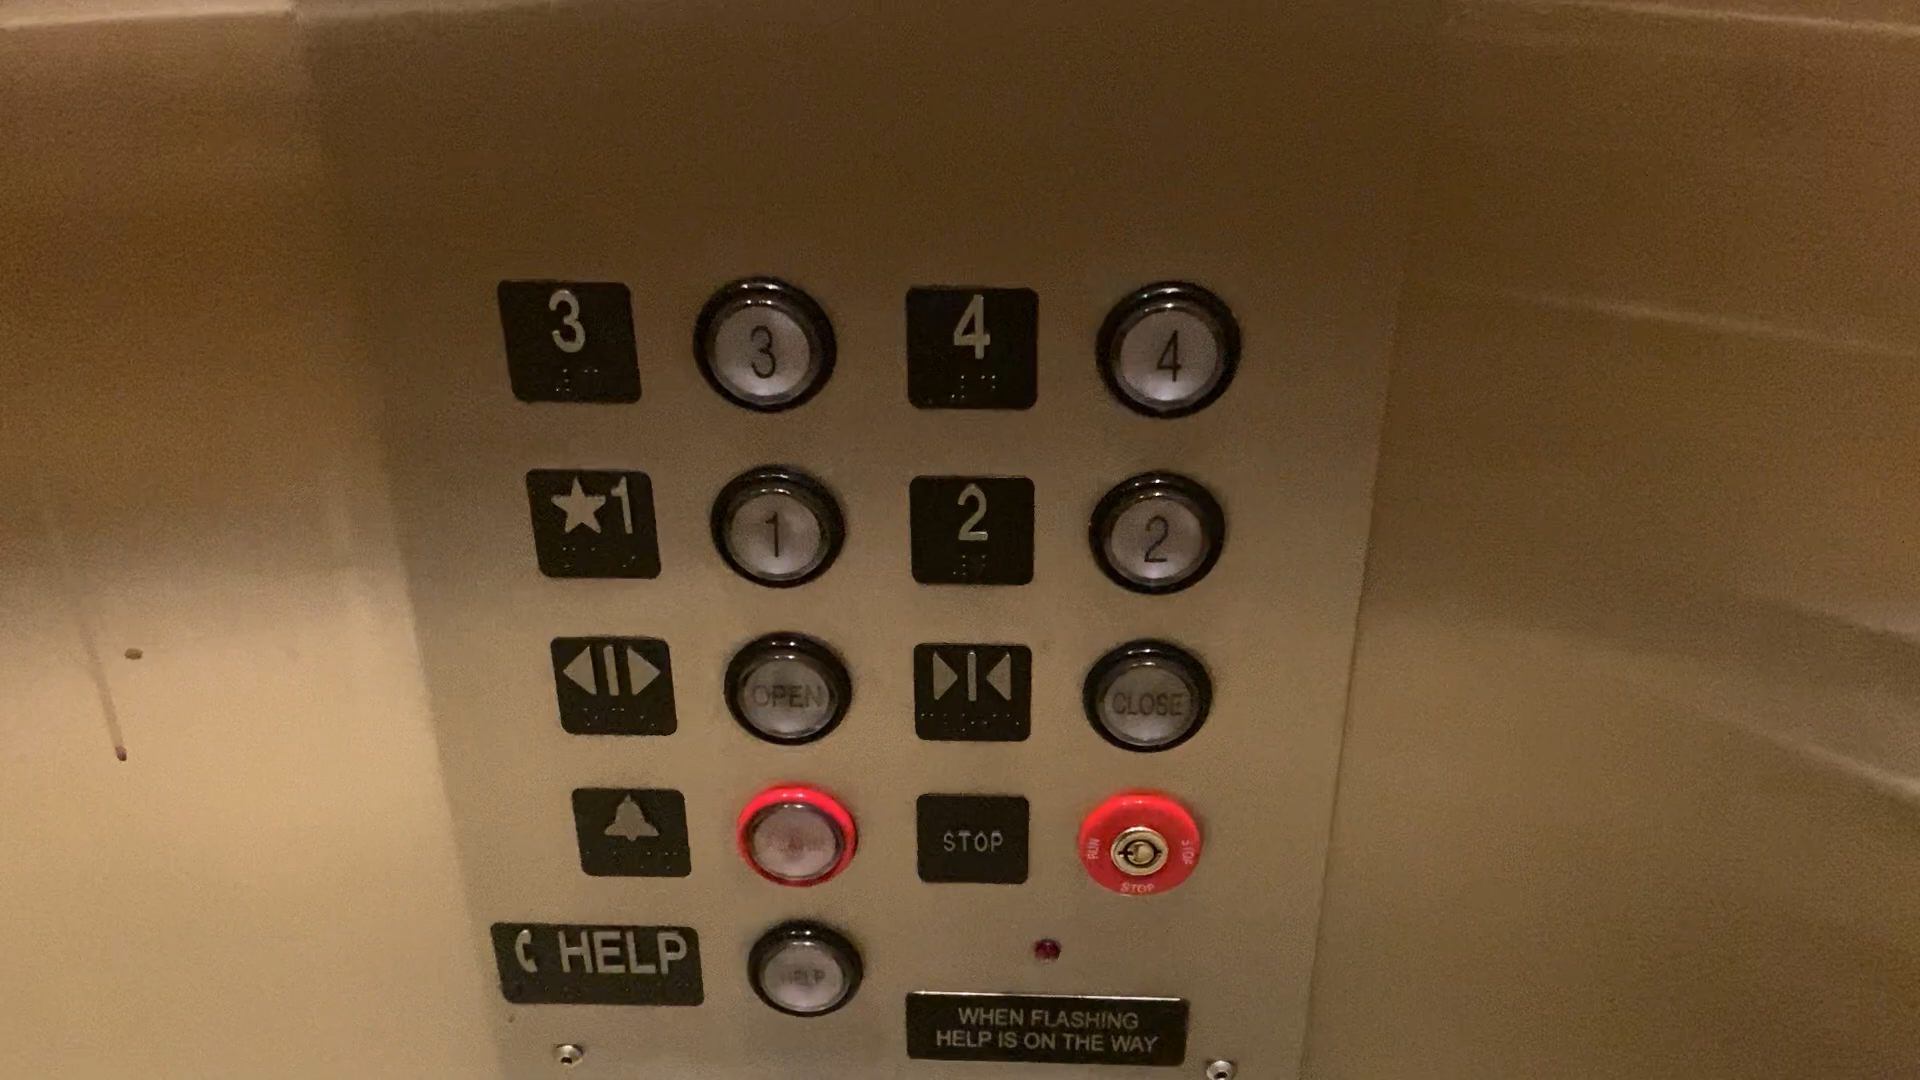 3 3 4 4
★1 1 2 2
OPEN CLOSE
STOP RUN STOP
HELP HELP
WHEN FLASHING
HELP IS ON THE WAY